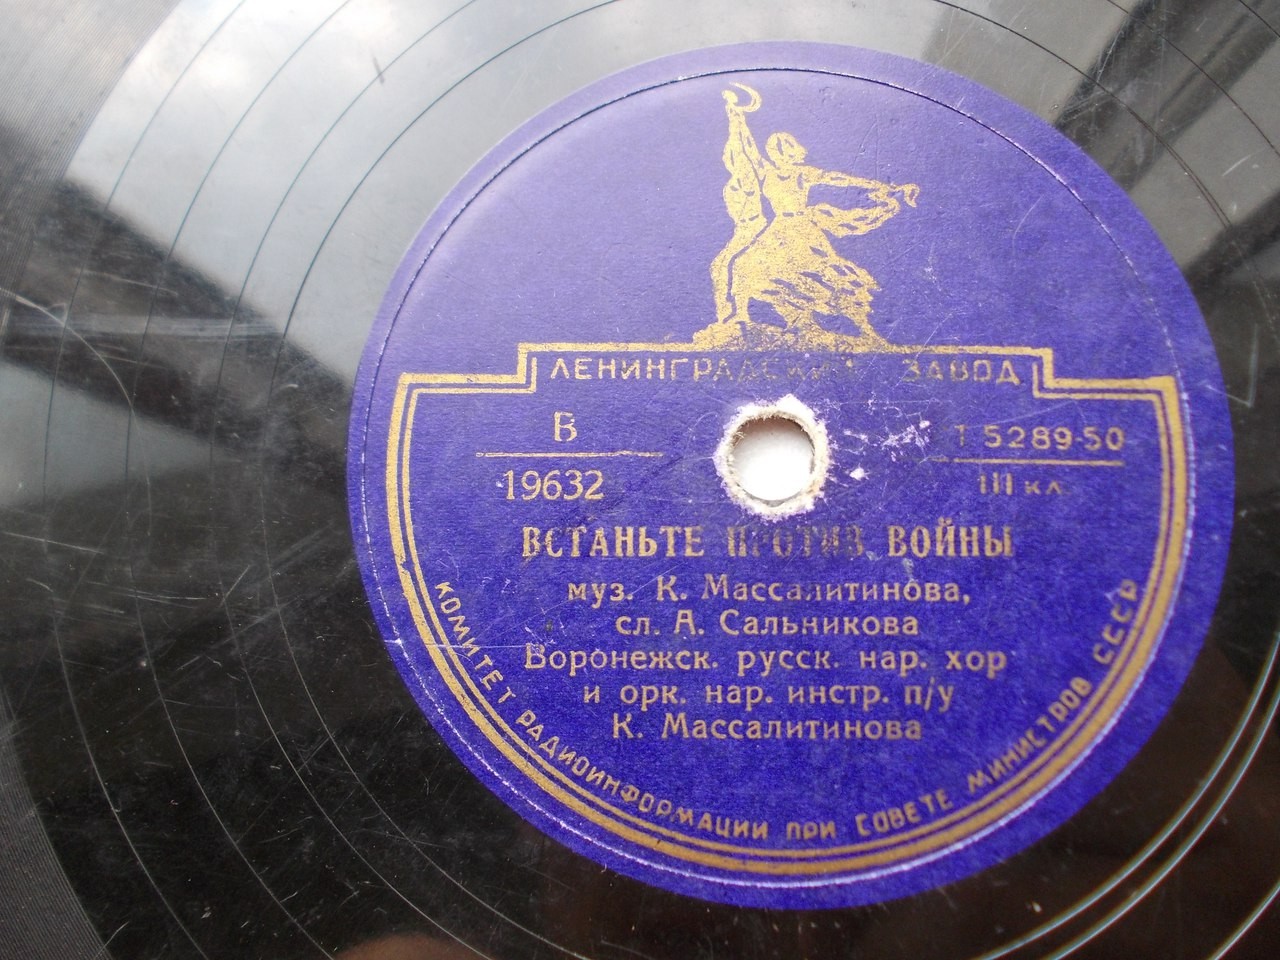 ЛЕНИНГРАДСКИЙ ЗАВОД
В
19632
Т 5289-50
III кл.
ВСТАНЬТЕ ПРОТИВ ВОЙНЫ
муз. К. Массалитинова,
сл. А. Сальникова
Воронежск. русск. нар. хор
и орк. нар. инстр. п/у
К. Массалитинова
КОМИТЕТ РАДИОИНФОРМАЦИИ ПРИ СОВЕТЕ МИНИСТРОВ СССР